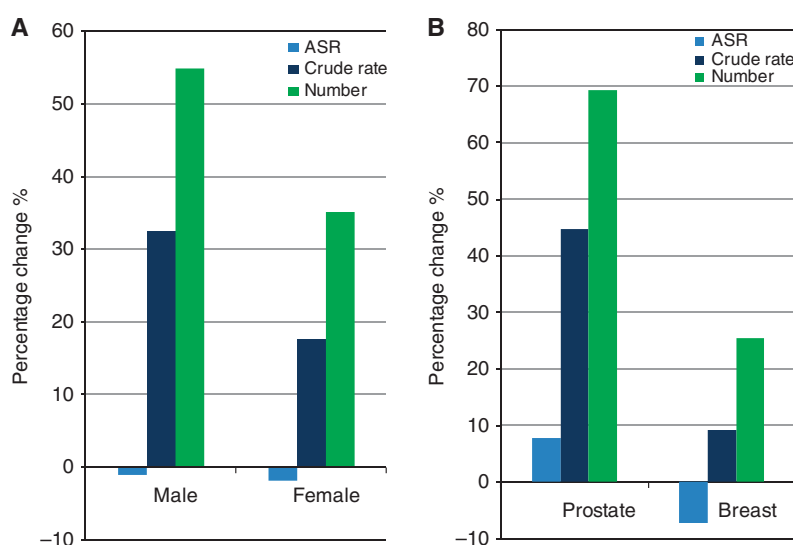 A
Percentage change %
60
50
40
30
20
10
0
–10
ASR
Crude rate
Number
Male
Female
B
Percentage change %
80
70
60
50
40
30
20
10
0
–10
ASR
Crude rate
Number
Prostate
Breast